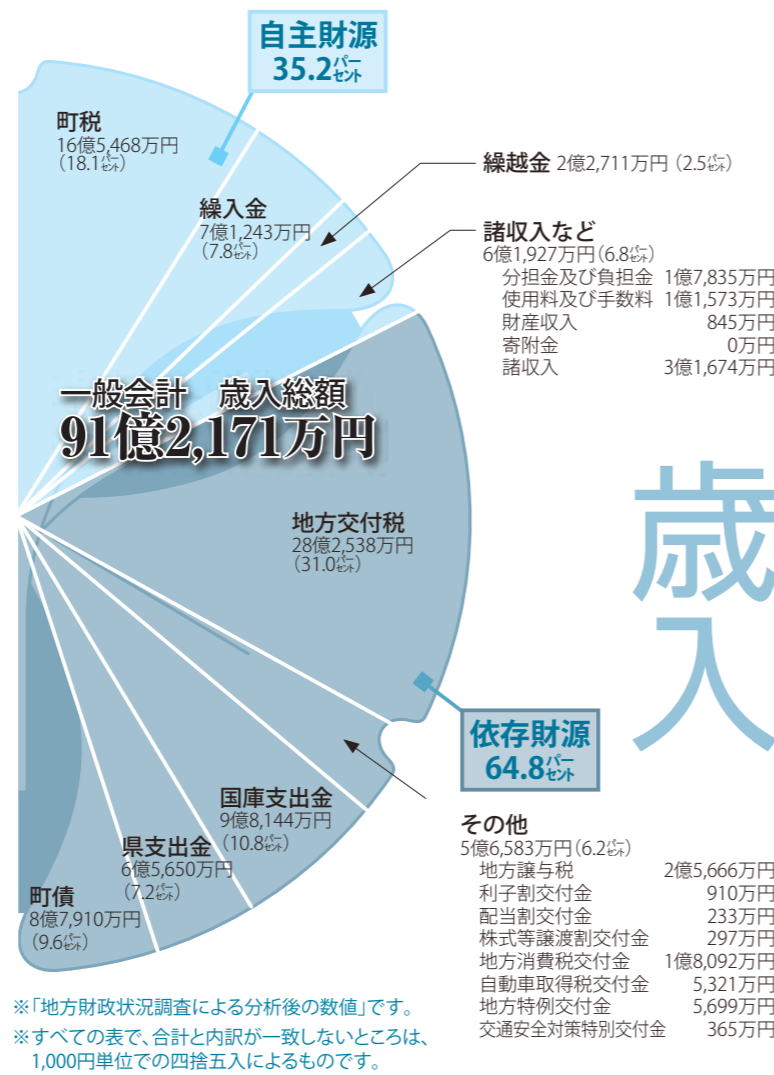 自主財源
35.2パーセント
町税
16億5,468万円
(18.1パーセント)
繰入金
7億1,243万円
(7.8パーセント)
繰越金 2億2,711万円 (2.5パーセント)
諸収入など
6億1,927万円(6.8パーセント)
分担金及び負担金 1億7,835万円
使用料及び手数料 1億1,573万円
財産収入 845万円
寄附金 0万円
諸収入 3億1,674万円
一般会計 歳入総額
91億2,171万円
歳入
地方交付税
28億2,538万円
(31.0パーセント)
依存財源
64.8パーセント
国庫支出金
9億8,144万円
(10.8パーセント)
県支出金
6億5,650万円
(7.2パーセント)
町債
8億7,910万円
(9.6パーセント)
その他
5億6,583万円(6.2パーセント)
地方譲与税 2億5,666万円
利子割交付金 910万円
配当割交付金 233万円
株式等譲渡割交付金 297万円
地方消費税交付金 1億8,092万円
自動車取得税交付金 5,321万円
地方特例交付金 5,699万円
交通安全対策特別交付金 365万円
※「地方財政状況調査による分析後の数値」です。
※すべての表で、合計と内訳が一致しないところは、
1,000円単位での四捨五入によるものです。